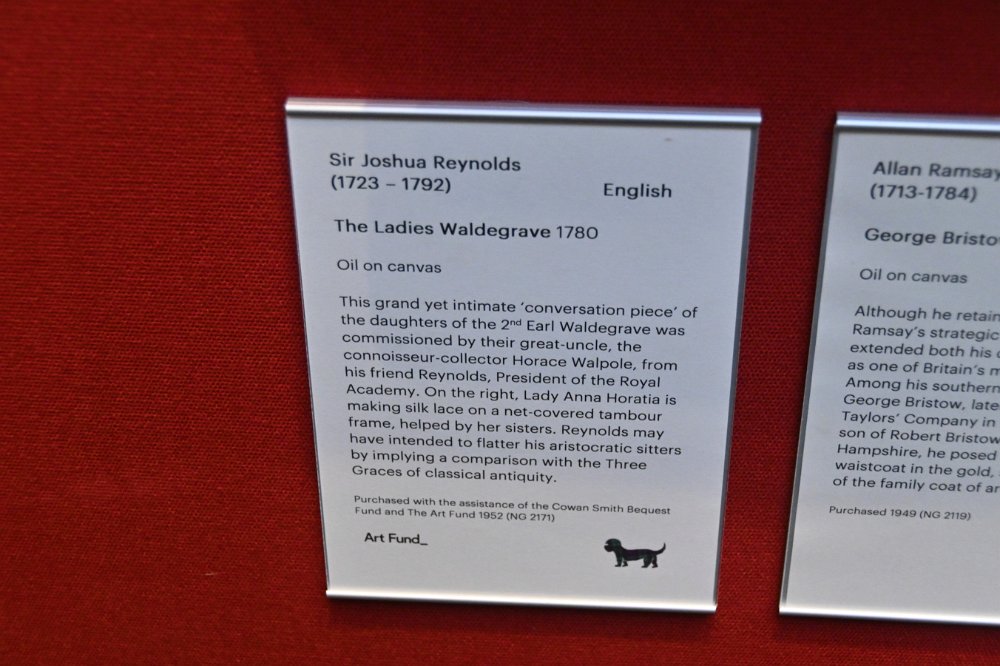 Sir Joshua Reynolds
(1723 – 1792)
English
The Ladies Waldegrave 1780
Oil on canvas
This grand yet intimate ‘conversation piece’ of
the daughters of the 2nd Earl Waldegrave was
commissioned by their great-uncle, the
connoisseur-collector Horace Walpole, from
his friend Reynolds, President of the Royal
Academy. On the right, Lady Anna Horatia is
making silk lace on a net-covered tambour
frame, helped by her sisters. Reynolds may
have intended to flatter his aristocratic sitters
by implying a comparison with the Three
Graces of classical antiquity.
Purchased with the assistance of the Cowan Smith Bequest
Fund and The Art Fund 1952 (NG 2171)
Art Fund_
Allan Ramsay
(1713-1784)
George
Oil on canvas
Although he
Ramsay’s strategic
extended both his
as one of Britain’s
Among his southern
George Bristow,
Taylors’ Company in
son of Robert Bristow
Hampshire, he posed
waistcoat in the gold,
of the family coat of
Purchased 1949 (NG 2119)